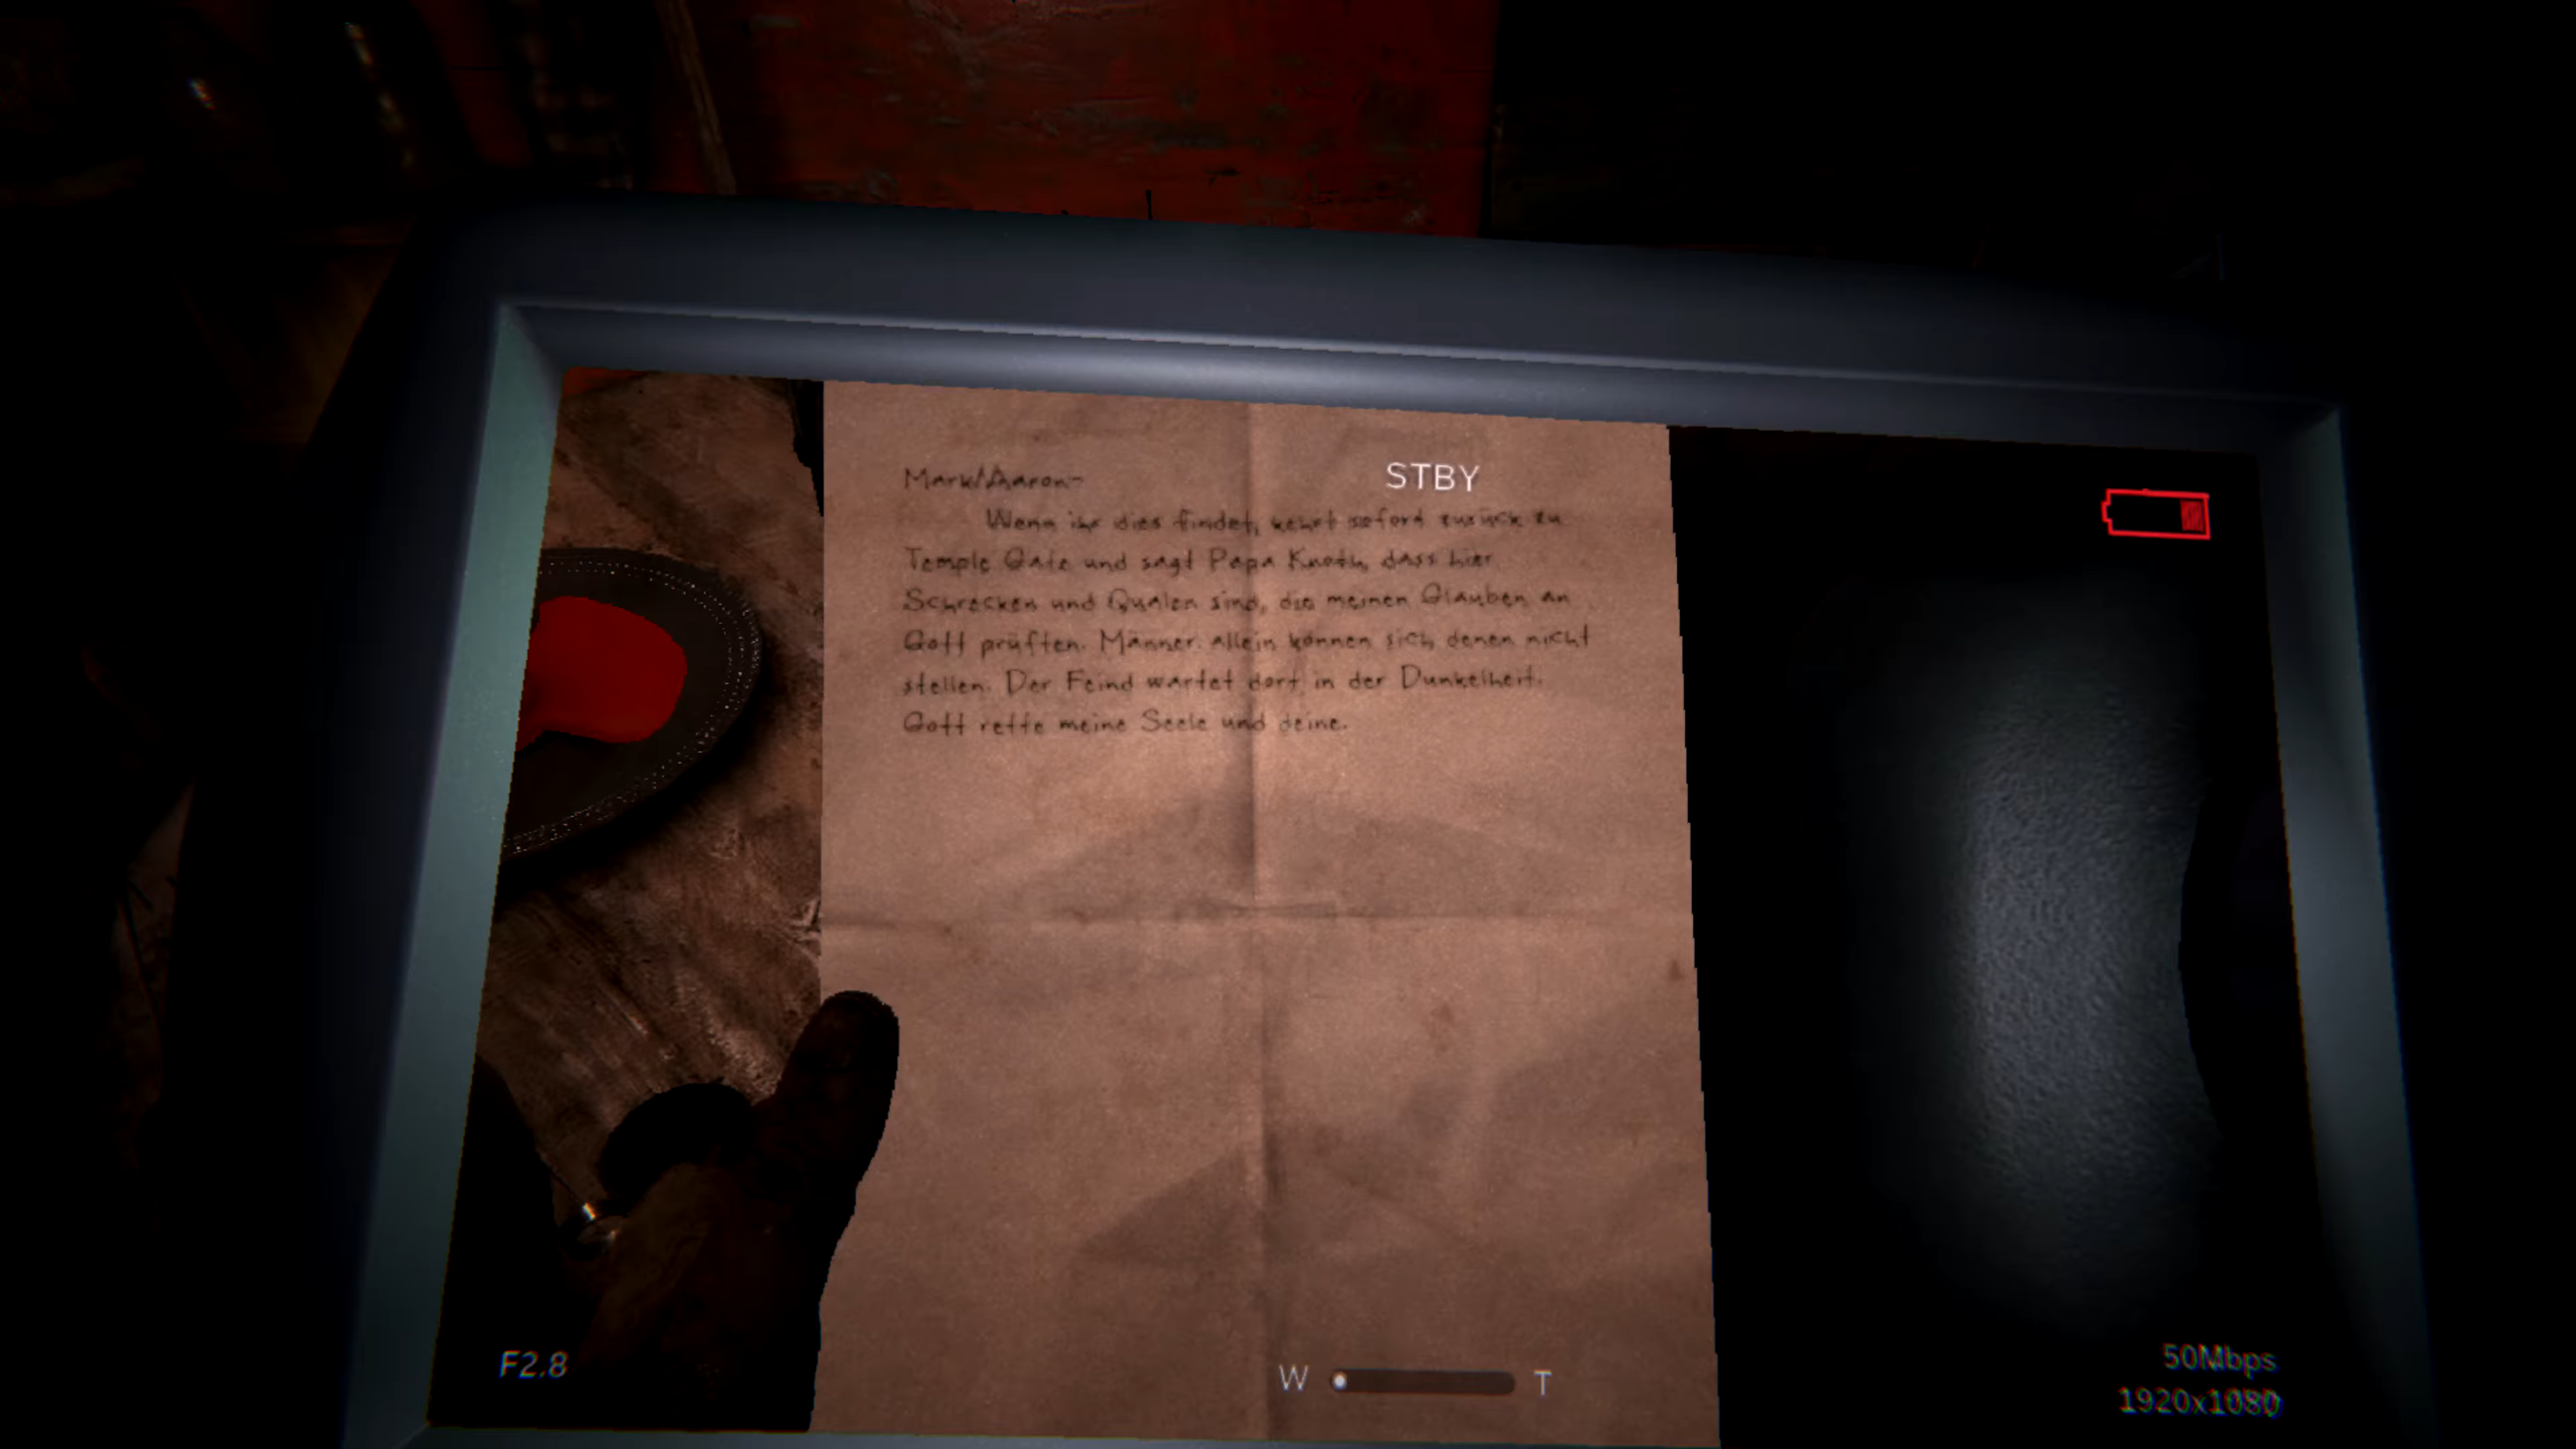 Mark/Aaron-
STBY
Wenn ihr dies findet, kehrt sofort zurück zu
Temple Gate und sagt Papa Knoth, dass hier
Schrecken und Qualen sind, die meinen Glauben an
Gott prüften. Männer allein können sich denen nicht
stellen. Der Feind wartet dort in der Dunkelheit.
Gott rette meine Seele und deine.
F2.8
W T
50Mbps
1920x1080